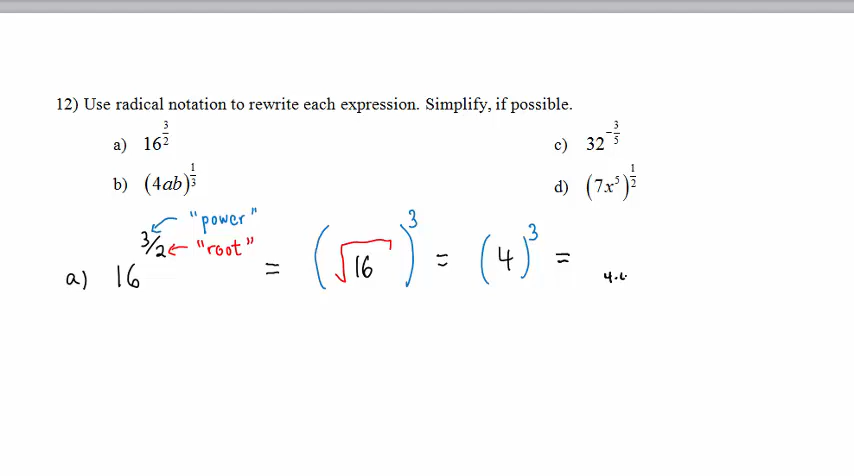 12) Use radical notation to rewrite each expression. Simplify, if possible.
a) 16^(3/2)
c) 32^(-3/5)
b) (4ab)^(1/3)
d) (7x^5)^(1/2)
"power"
"root"
a) 16^(3/2) = (√16)^3 = (4)^3 =